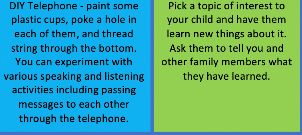 DIY Telephone - paint some
plastic cups, poke a hole in
each of them, and thread
string through the bottom.
You can experiment with
various speaking and listening
activities including passing
messages to each other
through the telephone.
Pick a topic of interest to
your child and have them
learn new things about it.
Ask them to tell you and
other family members what
they have learned.